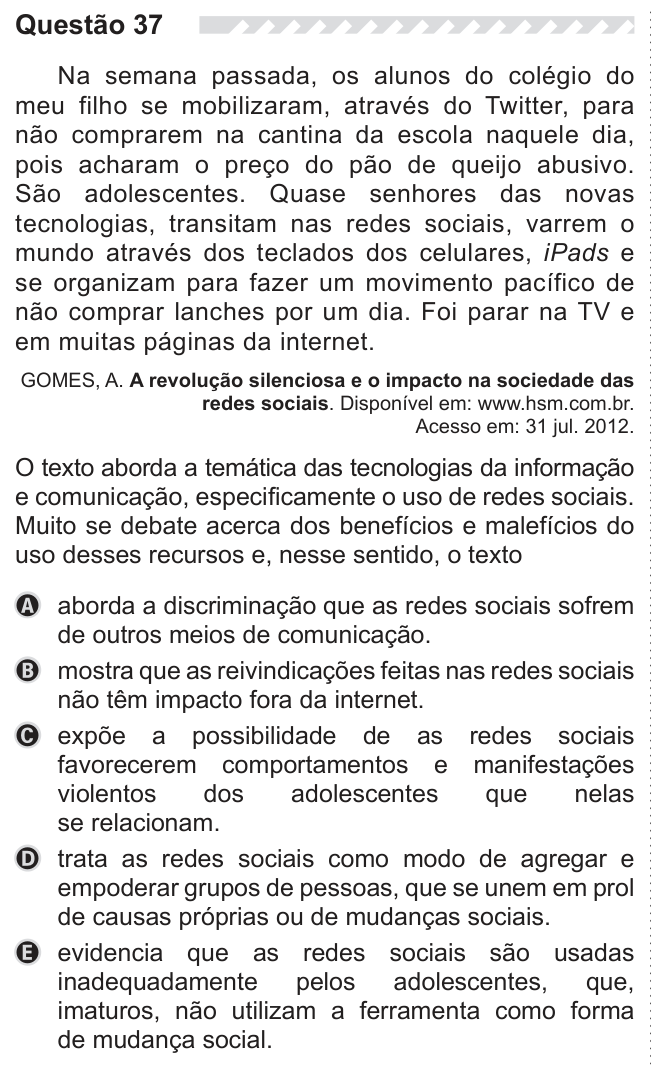 Questão 37
Na semana passada, os alunos do colégio do
meu filho se mobilizaram, através do Twitter, para
não comprarem na cantina da escola naquele dia,
pois acharam o preço do pão de queijo abusivo.
São adolescentes. Quase senhores das novas
tecnologias, transitam nas redes sociais, varrem o
mundo através dos teclados dos celulares, iPads e
se organizam para fazer um movimento pacífico de
não comprar lanches por um dia. Foi parar na TV e
em muitas páginas da internet.
GOMES, A. A revolução silenciosa e o impacto na sociedade das
redes sociais. Disponível em: www.hsm.com.br.
Acesso em: 31 jul. 2012.
O texto aborda a temática das tecnologias da informação
e comunicação, especificamente o uso de redes sociais.
Muito se debate acerca dos benefícios e malefícios do
uso desses recursos e, nesse sentido, o texto
A aborda a discriminação que as redes sociais sofrem
de outros meios de comunicação.
B mostra que as reivindicações feitas nas redes sociais
não têm impacto fora da internet.
C expõe a possibilidade de as redes sociais
favorecerem comportamentos e manifestações
violentos dos adolescentes que nelas
se relacionam.
D trata as redes sociais como modo de agregar e
empoderar grupos de pessoas, que se unem em prol
de causas próprias ou de mudanças sociais.
E evidencia que as redes sociais são usadas
inadequadamente pelos adolescentes, que,
imaturos, não utilizam a ferramenta como forma
de mudança social.